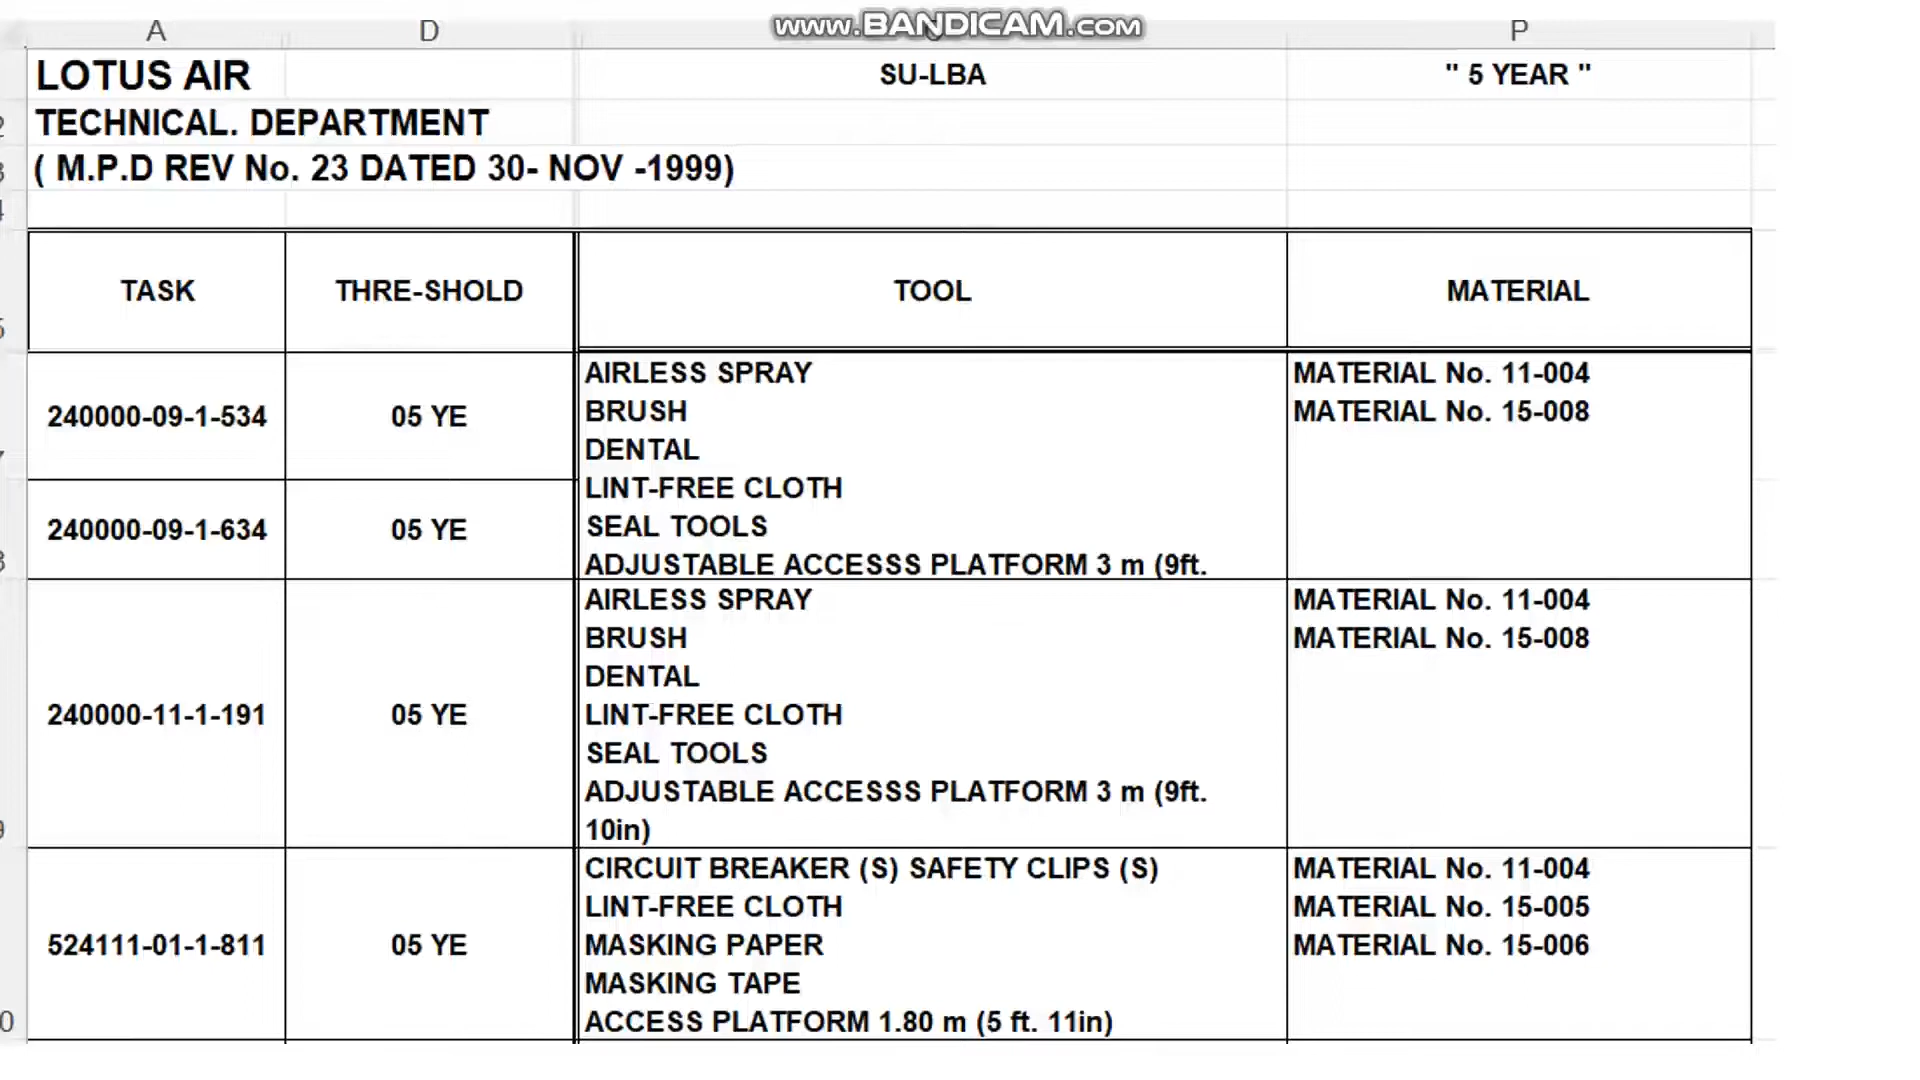 www.BANDICAM.com
A D P
LOTUS AIR SU-LBA " 5 YEAR "
TECHNICAL. DEPARTMENT
( M.P.D REV No. 23 DATED 30- NOV -1999)
TASK THRE-SHOLD TOOL MATERIAL
240000-09-1-534 05 YE
240000-09-1-634 05 YE
AIRLESS SPRAY
BRUSH
DENTAL
LINT-FREE CLOTH
SEAL TOOLS
ADJUSTABLE ACCESSS PLATFORM 3 m (9ft.
MATERIAL No. 11-004
MATERIAL No. 15-008
240000-11-1-191 05 YE
AIRLESS SPRAY
BRUSH
DENTAL
LINT-FREE CLOTH
SEAL TOOLS
ADJUSTABLE ACCESSS PLATFORM 3 m (9ft.
10in)
MATERIAL No. 11-004
MATERIAL No. 15-008
524111-01-1-811 05 YE
CIRCUIT BREAKER (S) SAFETY CLIPS (S)
LINT-FREE CLOTH
MASKING PAPER
MASKING TAPE
ACCESS PLATFORM 1.80 m (5 ft. 11in)
MATERIAL No. 11-004
MATERIAL No. 15-005
MATERIAL No. 15-006